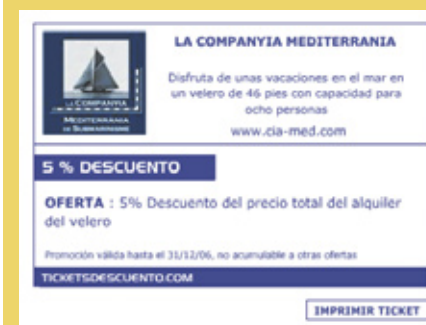 LA COMPANYIA MEDITERRANIA
Disfruta de unas vacaciones en el mar en
un velero de 46 pies con capacidad para
ocho personas
www.cia-med.com
LA COMPANYIA
MEDITERRANIA
DE SUBMARINISME
5 % DESCUENTO
OFERTA : 5% Descuento del precio total del alquiler
del velero
Promoción válida hasta el 31/12/06, no acumulable a otras ofertas
TICKETSDESCUENTO.COM
IMPRIMIR TICKET